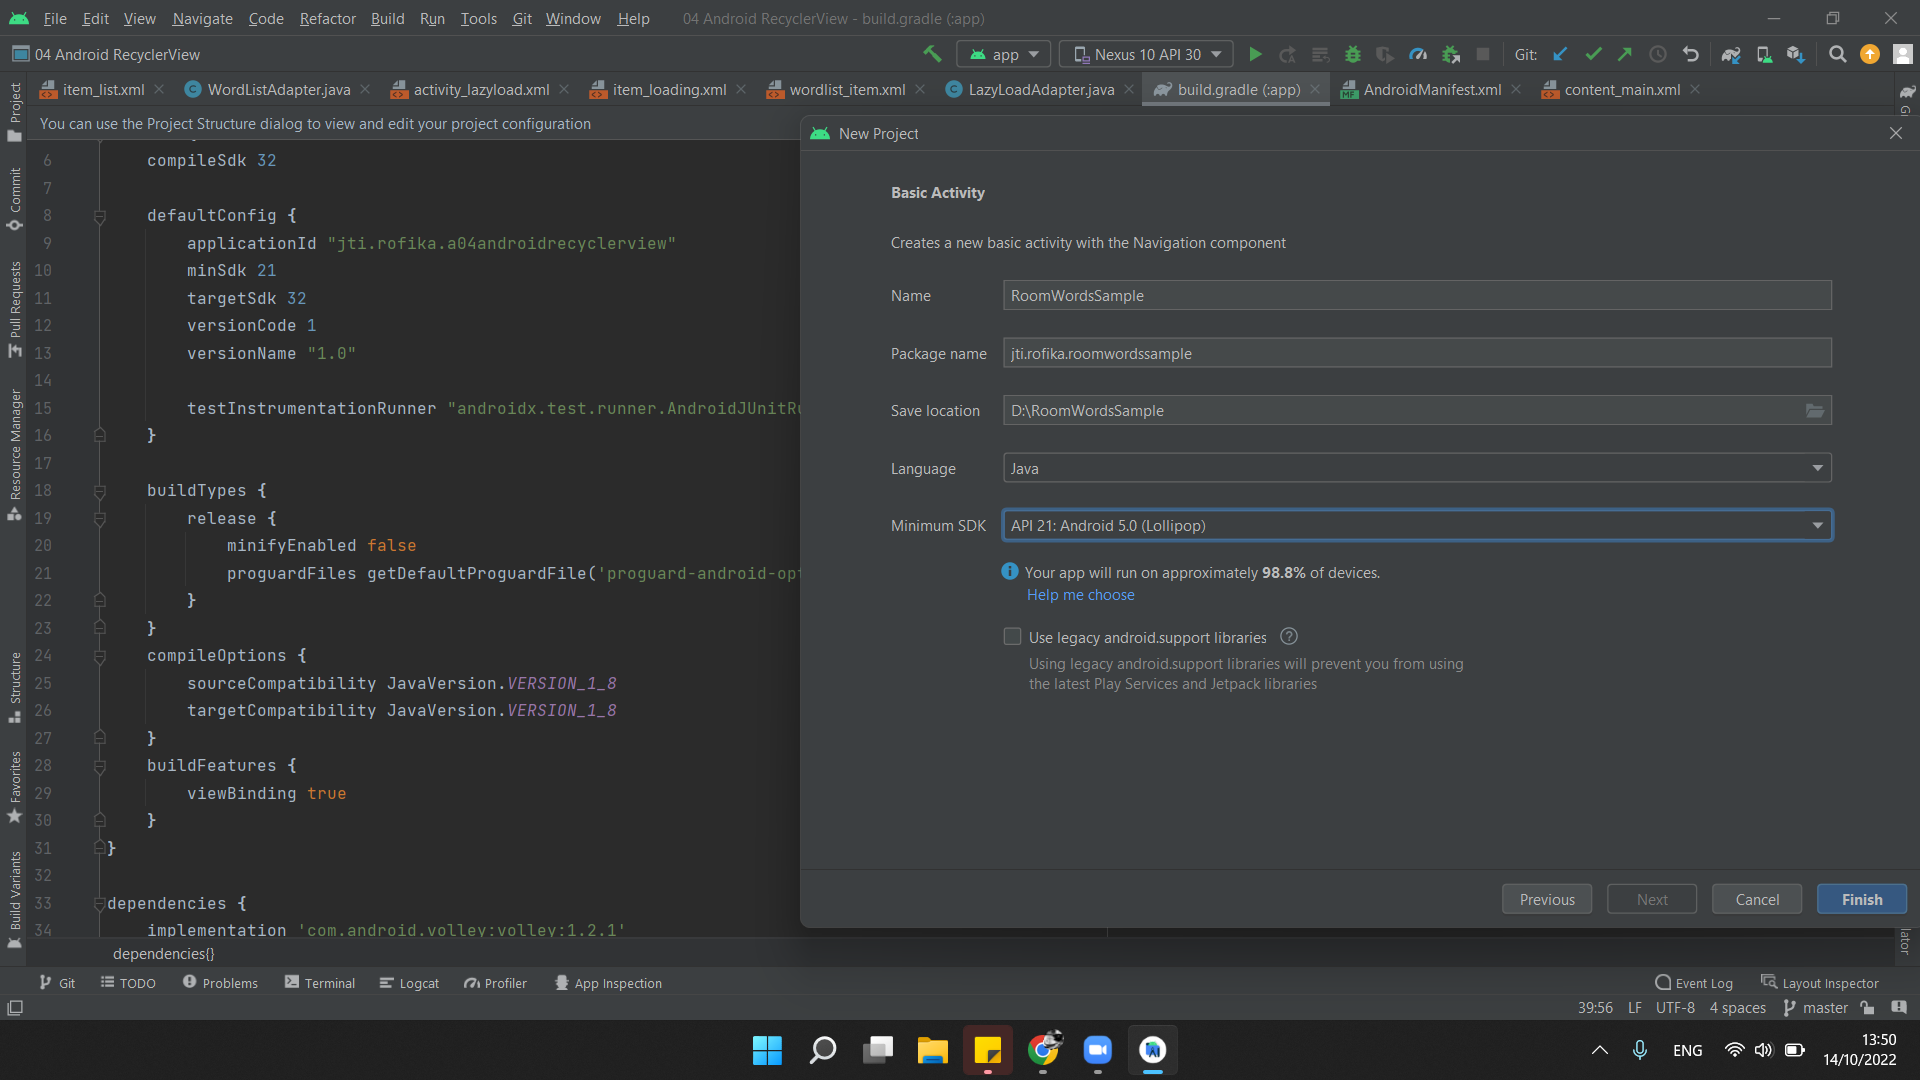 File Edit View Navigate Code Refactor Build Run Tools Git Window Help 04 Android RecyclerView - build.gradle (:app)
04 Android RecyclerView app Nexus 10 API 30 Git:
item_list.xml WordListAdapter.java activity_lazyload.xml item_loading.xml wordlist_item.xml LazyLoadAdapter.java build.gradle (:app) AndroidManifest.xml content_main.xml
You can use the Project Structure dialog to view and edit your project configuration
Project
Commit
Pull Requests
Resource Manager
Structure
Favorites
Build Variants
6 compileSdk 32
7
8 defaultConfig {
9 applicationId "jti.rofika.a04androidrecyclerview"
10 minSdk 21
11 targetSdk 32
12 versionCode 1
13 versionName "1.0"
14
15 testInstrumentationRunner "androidx.test.runner.AndroidJUnitRu
16 }
17
18 buildTypes {
19 release {
20 minifyEnabled false
21 proguardFiles getDefaultProguardFile('proguard-android-opt
22 }
23 }
24 compileOptions {
25 sourceCompatibility JavaVersion.VERSION_1_8
26 targetCompatibility JavaVersion.VERSION_1_8
27 }
28 buildFeatures {
29 viewBinding true
30 }
31 }
32
33 dependencies {
34 implementation 'com.android.volley:volley:1.2.1'
dependencies{}
New Project
Basic Activity
Creates a new basic activity with the Navigation component
Name RoomWordsSample
Package name jti.rofika.roomwordssample
Save location D:\RoomWordsSample
Language Java
Minimum SDK API 21: Android 5.0 (Lollipop)
Your app will run on approximately 98.8% of devices.
Help me choose
Use legacy android.support libraries
Using legacy android.support libraries will prevent you from using
the latest Play Services and Jetpack libraries
Previous Next Cancel Finish
lator
Git TODO Problems Terminal Logcat Profiler App Inspection Event Log Layout Inspector
39:56 LF UTF-8 4 spaces master
ENG 13:50
14/10/2022